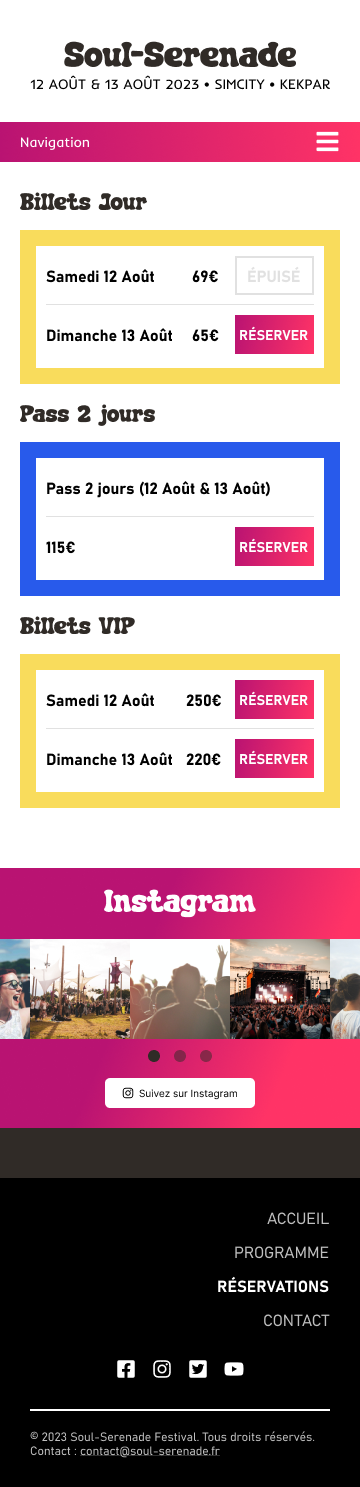 Soul-Serenade
12 AOÛT & 13 AOÛT 2023 • SIMCITY • KEKPAR
Navigation
Billets Jour
Samedi 12 Août 69€ ÉPUISÉ
Dimanche 13 Août 65€ RÉSERVER
Pass 2 jours
Pass 2 jours (12 Août & 13 Août)
115€ RÉSERVER
Billets VIP
Samedi 12 Août 250€ RÉSERVER
Dimanche 13 Août 220€ RÉSERVER
Instagram
Suivez sur Instagram
ACCUEIL
PROGRAMME
RÉSERVATIONS
CONTACT
© 2023 Soul-Serenade Festival. Tous droits réservés.
Contact : contact@soul-serenade.fr